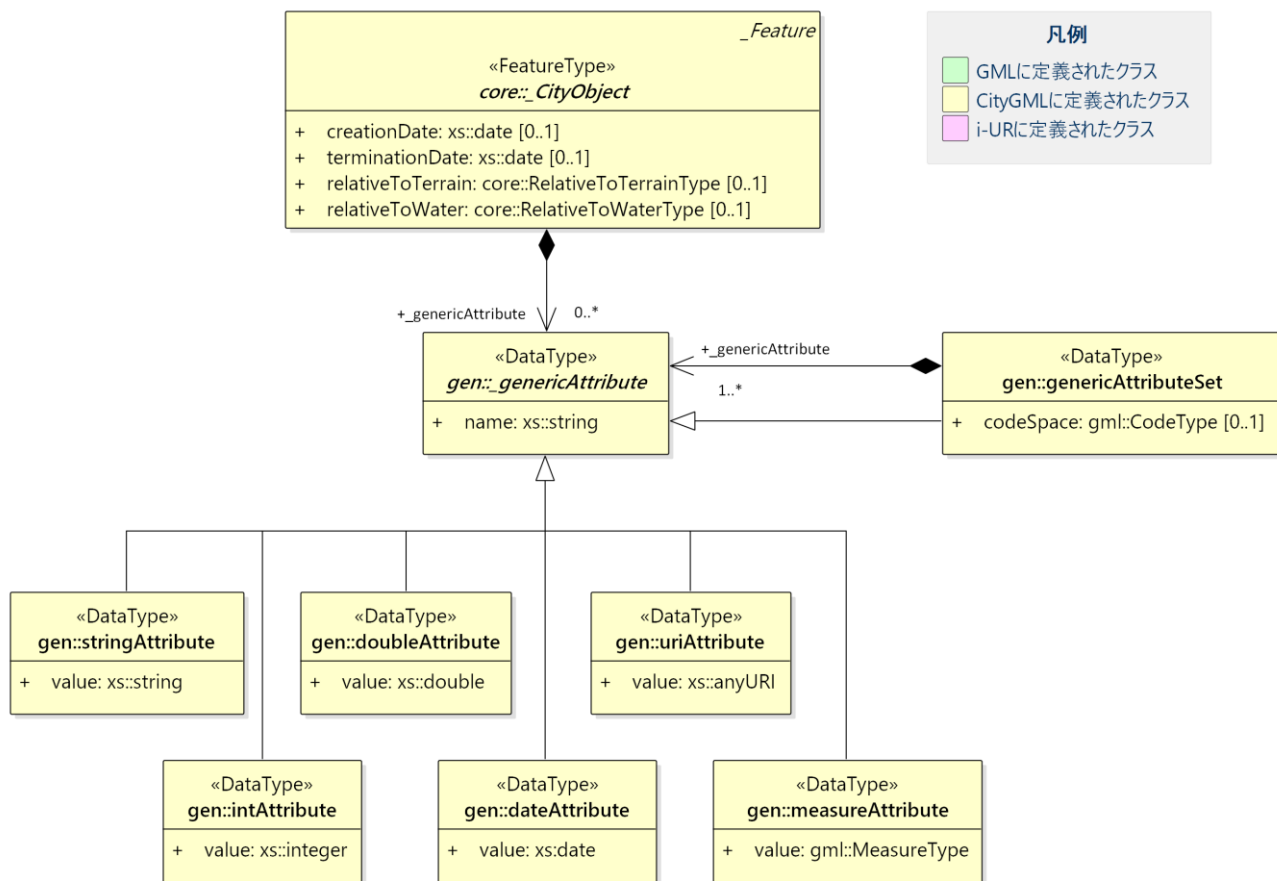 _Feature
«FeatureType»
core::_CityObject
+ creationDate: xs::date [0..1]
+ terminationDate: xs::date [0..1]
+ relativeToTerrain: core::RelativeToTerrainType [0..1]
+ relativeToWater: core::RelativeToWaterType [0..1]
凡例
GMLに定義されたクラス
CityGMLに定義されたクラス
i-URに定義されたクラス
+_genericAttribute 0..*
«DataType»
gen::_genericAttribute
+ name: xs::string
+_genericAttribute
1..*
«DataType»
gen::genericAttributeSet
+ codeSpace: gml::CodeType [0..1]
«DataType»
gen::stringAttribute
+ value: xs::string
«DataType»
gen::doubleAttribute
+ value: xs::double
«DataType»
gen::uriAttribute
+ value: xs::anyURI
«DataType»
gen::intAttribute
+ value: xs::integer
«DataType»
gen::dateAttribute
+ value: xs:date
«DataType»
gen::measureAttribute
+ value: gml::MeasureType